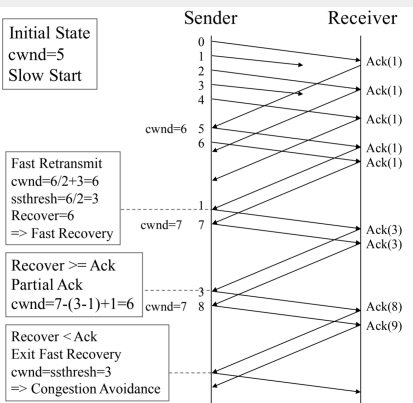 Sender
Receiver
Initial State
cwnd=5
Slow Start
0
1
2
3
4
Ack(1)
Ack(1)
Ack(1)
cwnd=6 5
6
Ack(1)
Ack(1)
Fast Retransmit
cwnd=6/2+3=6
ssthresh=6/2=3
Recover=6
=> Fast Recovery
1
cwnd=7 7
Ack(3)
Ack(3)
Recover >= Ack
Partial Ack
cwnd=7-(3-1)+1=6
3
cwnd=7 8
Ack(8)
Ack(9)
Recover < Ack
Exit Fast Recovery
cwnd=ssthresh=3
=> Congestion Avoidance